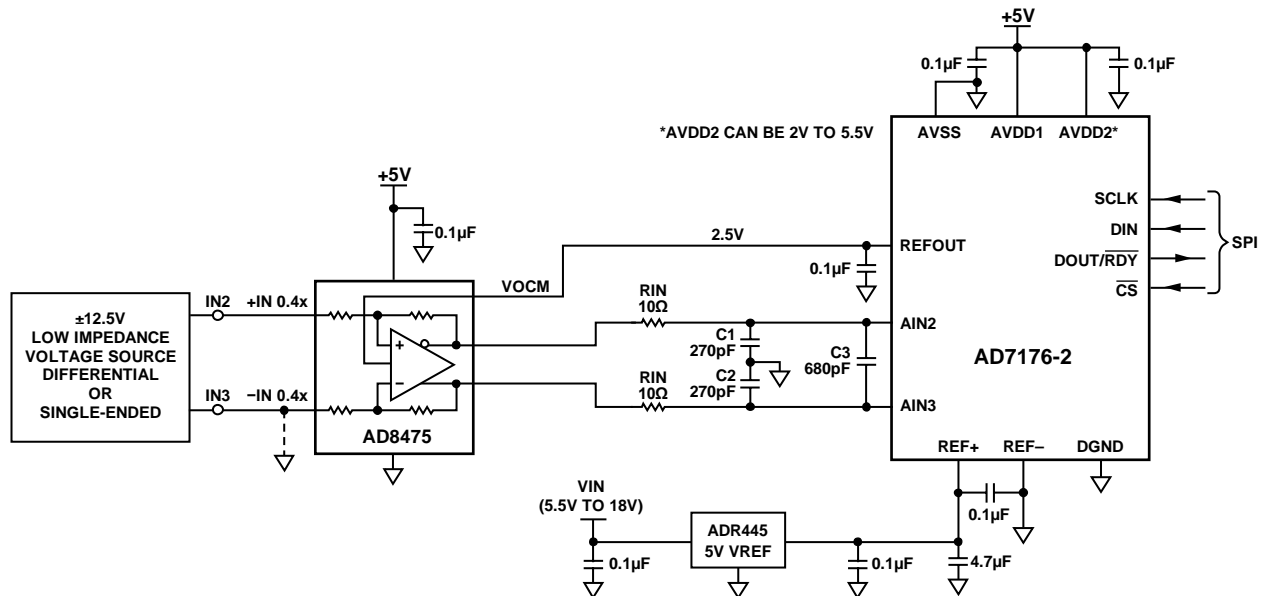 +5V
0.1µF
0.1µF
*AVDD2 CAN BE 2V TO 5.5V
AVSS
AVDD1
AVDD2*
+5V
0.1µF
SCLK
DIN
DOUT/RDY
CS
SPI
2.5V
REFOUT
0.1µF
VOCM
±12.5V
LOW IMPEDANCE
VOLTAGE SOURCE
DIFFERENTIAL
OR
SINGLE-ENDED
IN2
+IN 0.4x
IN3
−IN 0.4x
+
−
AD8475
RIN
10Ω
RIN
10Ω
C1
270pF
C2
270pF
C3
680pF
AIN2
AIN3
AD7176-2
REF+
REF−
DGND
0.1µF
VIN
(5.5V TO 18V)
0.1µF
ADR445
5V VREF
0.1µF
4.7µF